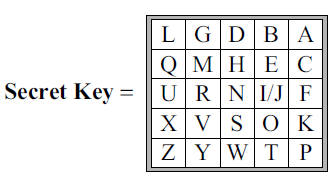 L G D B A
Q M H E C
Secret Key = U R N I/J F
X V S O K
Z Y W T P